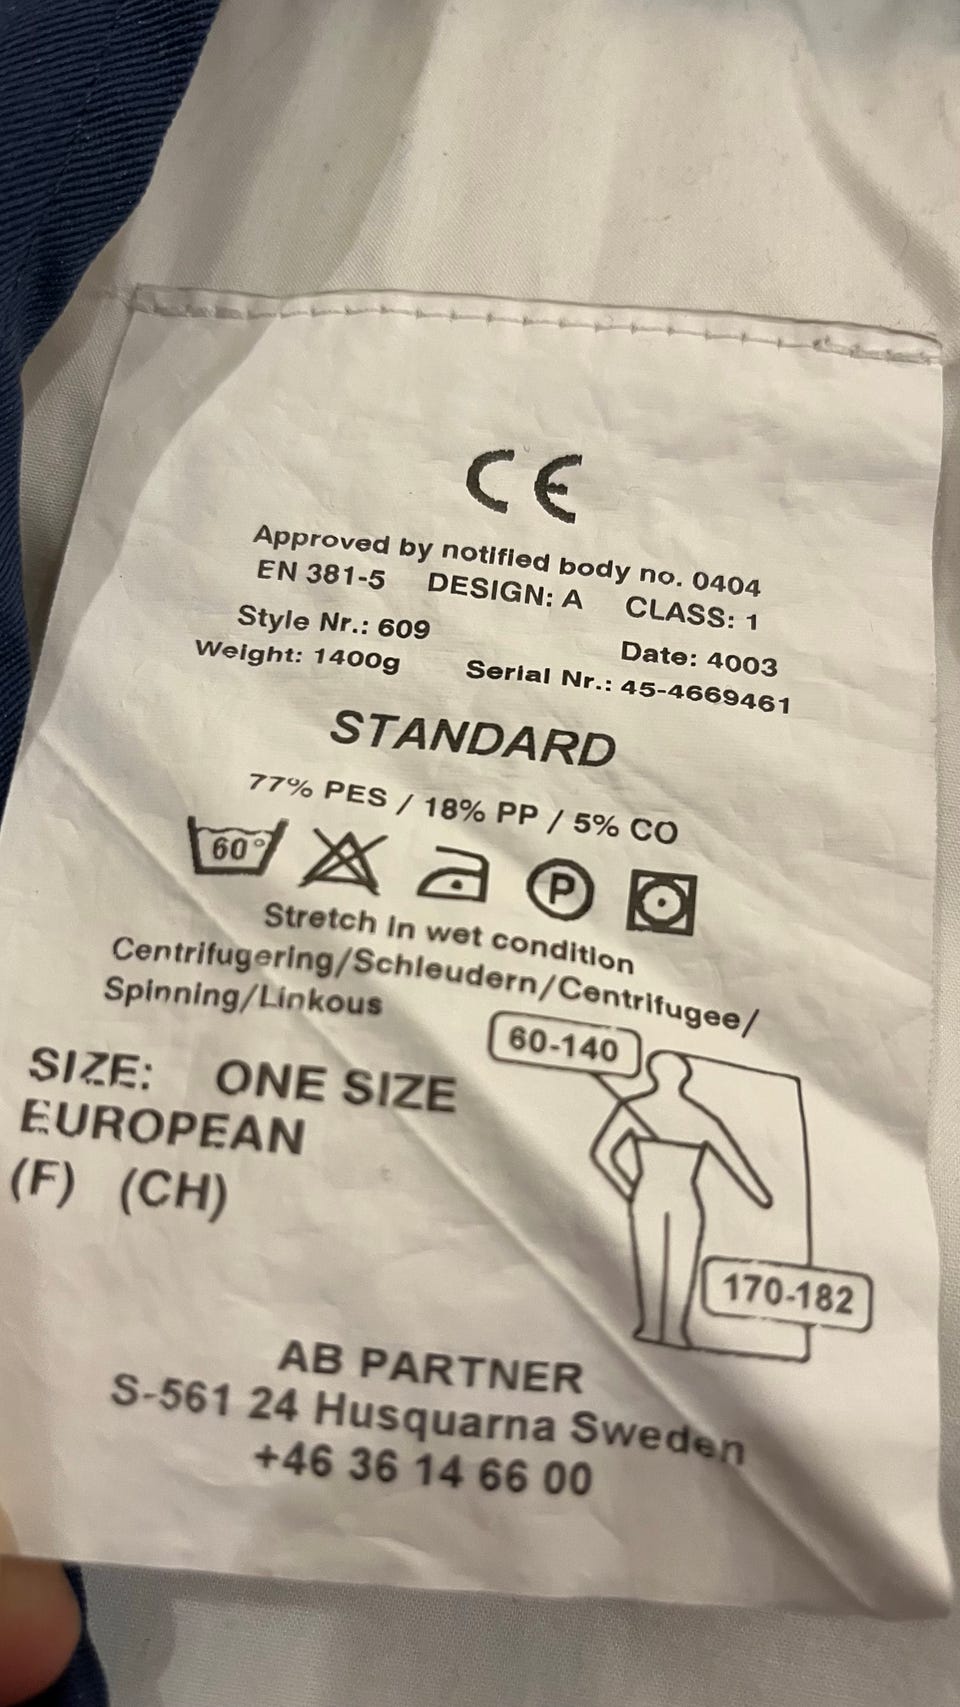 CE
Approved by notified body no. 0404
EN 381-5 DESIGN: A CLASS: 1
Style Nr.: 609 Date: 4003
Weight: 1400g Serial Nr.: 45-4669461
STANDARD
77% PES / 18% PP / 5% CO
60° P
Stretch in wet condition
Centrifugering/Schleudern/Centrifugee/
Spinning/Linkous
60-140
SIZE: ONE SIZE
EUROPEAN
(F) (CH)
170-182
AB PARTNER
S-561 24 Husquarna Sweden
+46 36 14 66 00